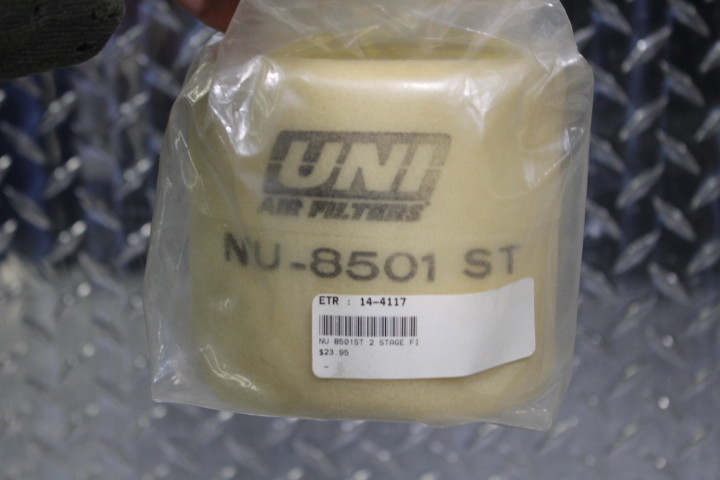 UNI
AIR FILTERS
NU-8501 ST
ETR : 14-4117
NU 8501ST 2 STAGE FI
$23.95
-